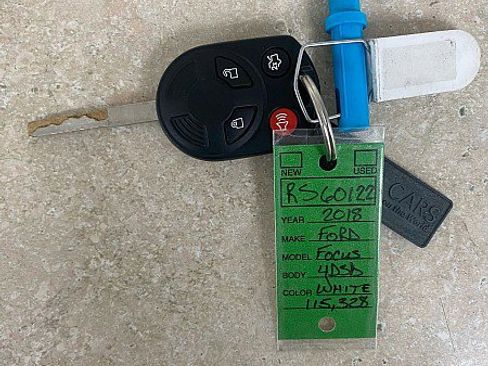 NEW USED
RS60122
YEAR 2018
MAKE FORD
MODEL FOCUS
BODY 4DSD
COLOR WHITE
115,328
CARS